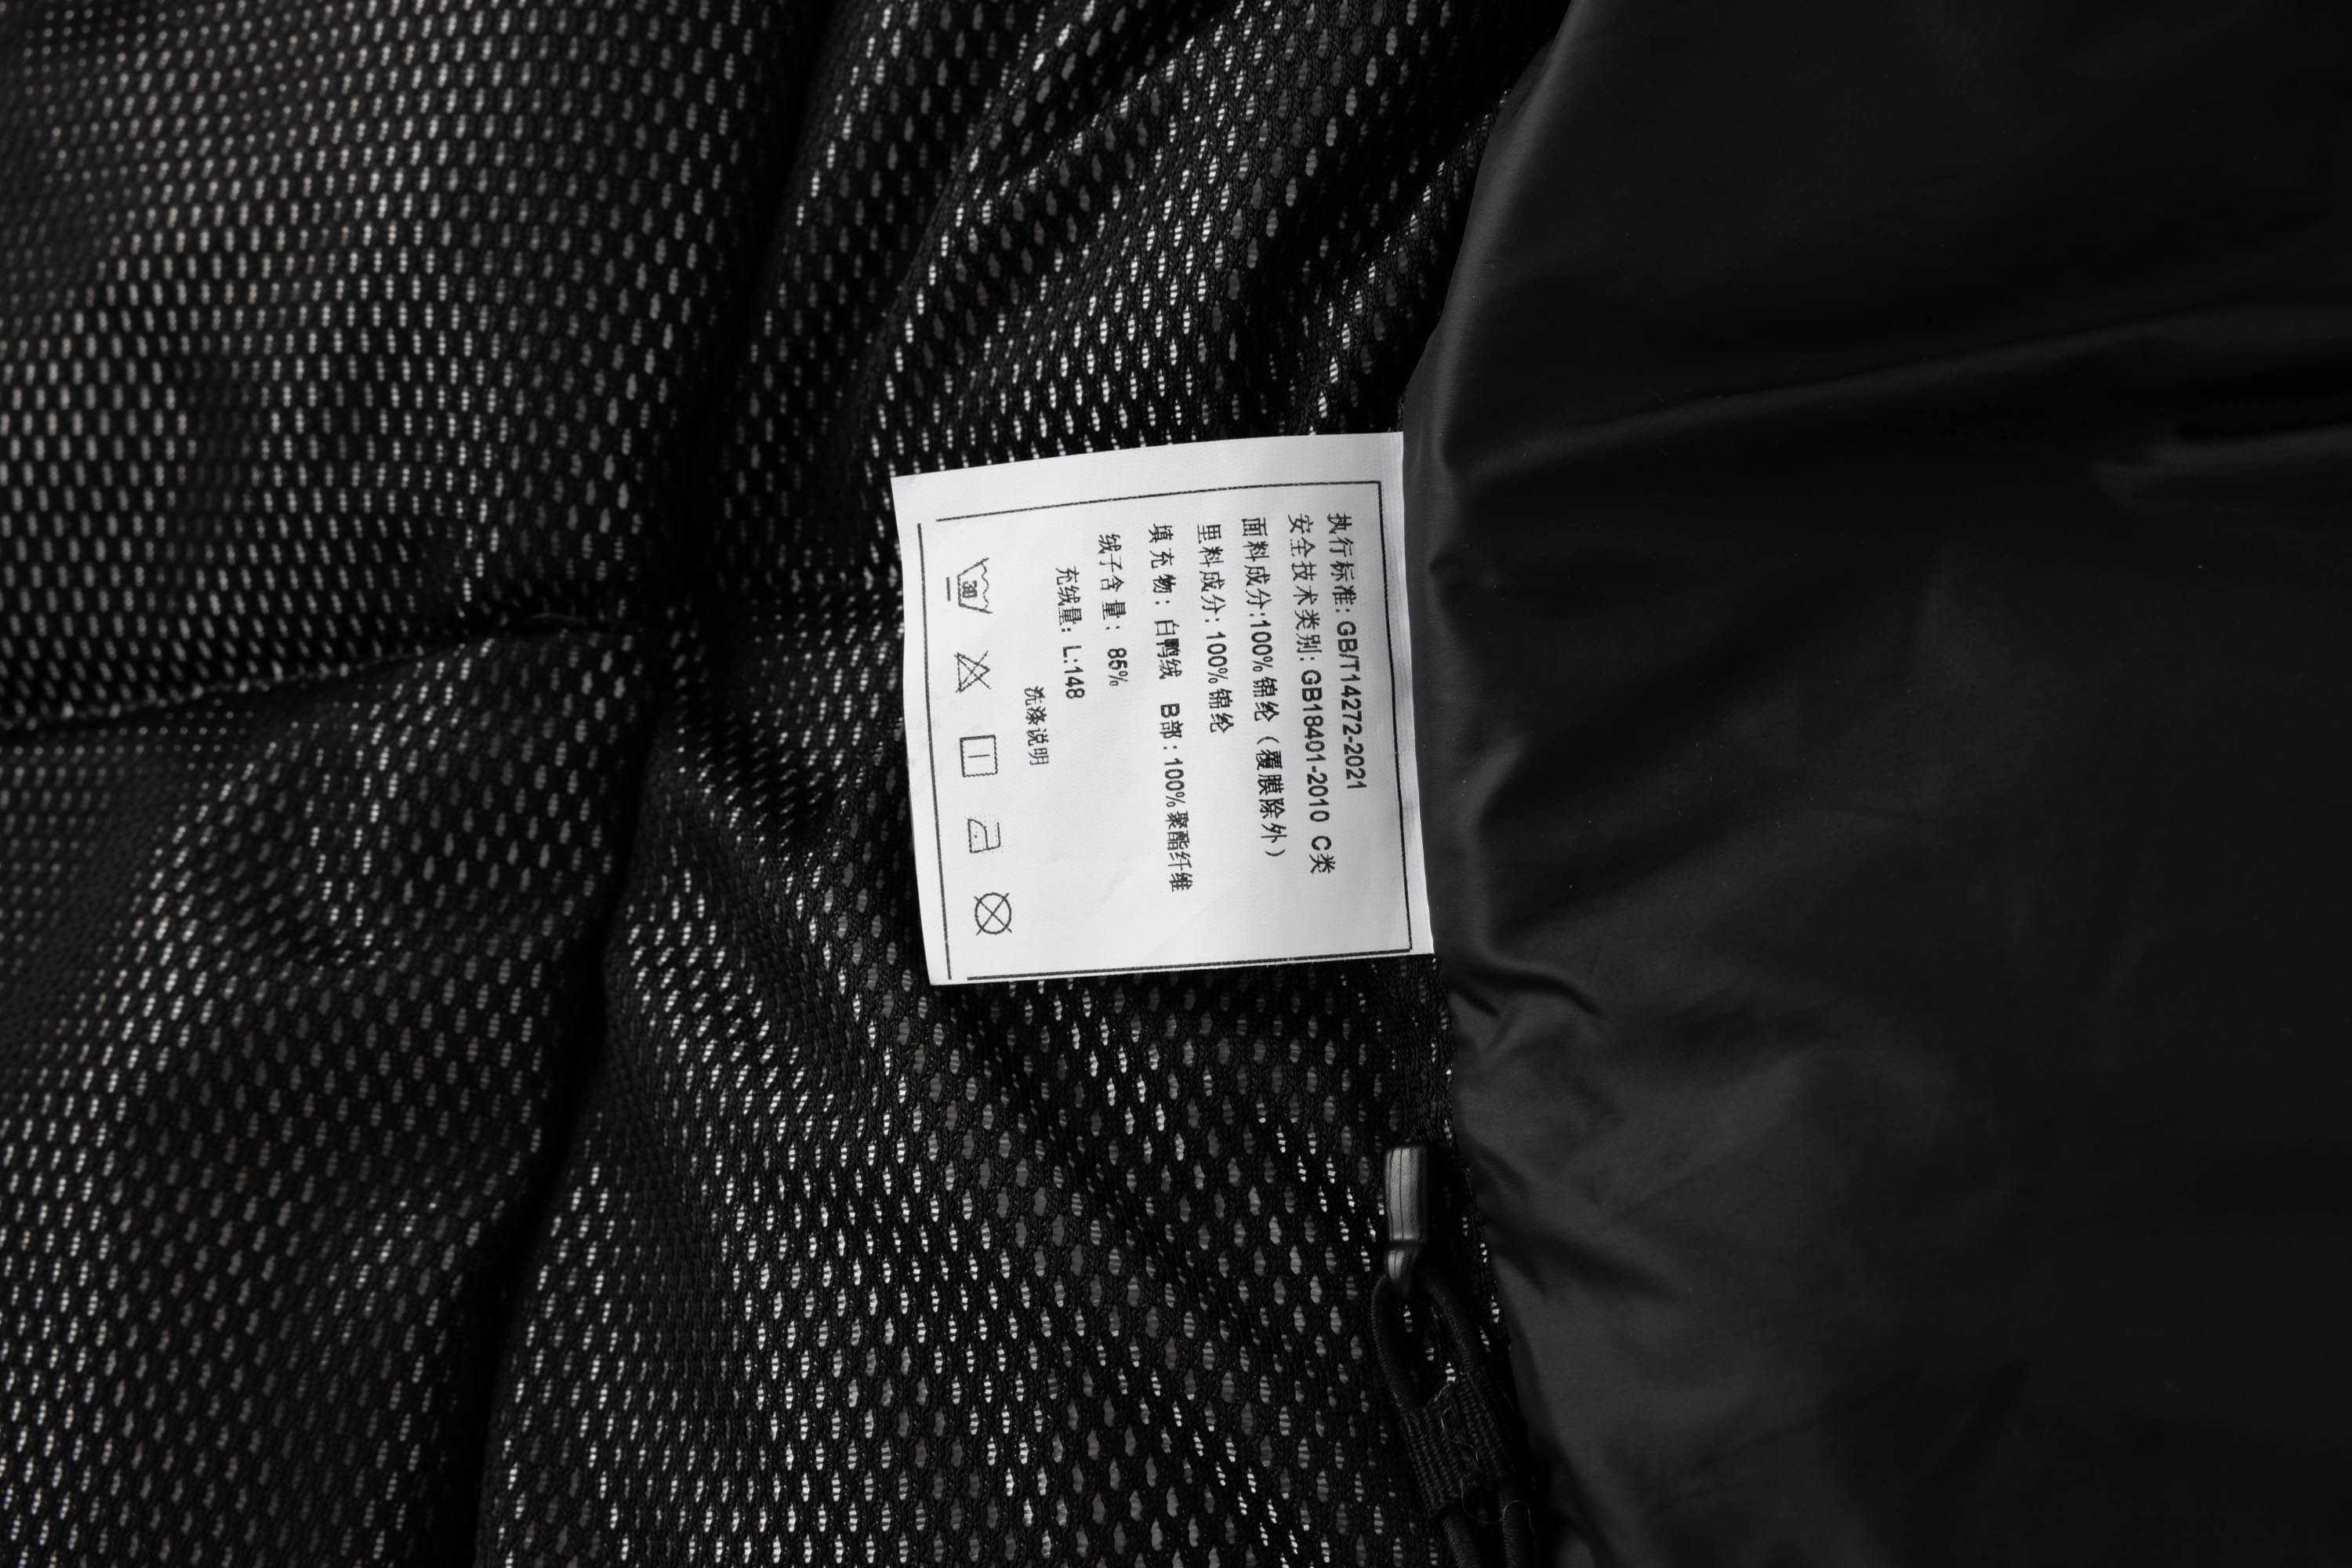 执行标准: GB/T14272-2021
安全技术类别: GB18401-2010 C类
面料成分:100%锦纶（覆膜除外）
里料成分: 100%锦纶
填充物: 白鸭绒 B部: 100%聚酯纤维
绒子含量: 85%
充绒量: L:148
洗涤说明
30